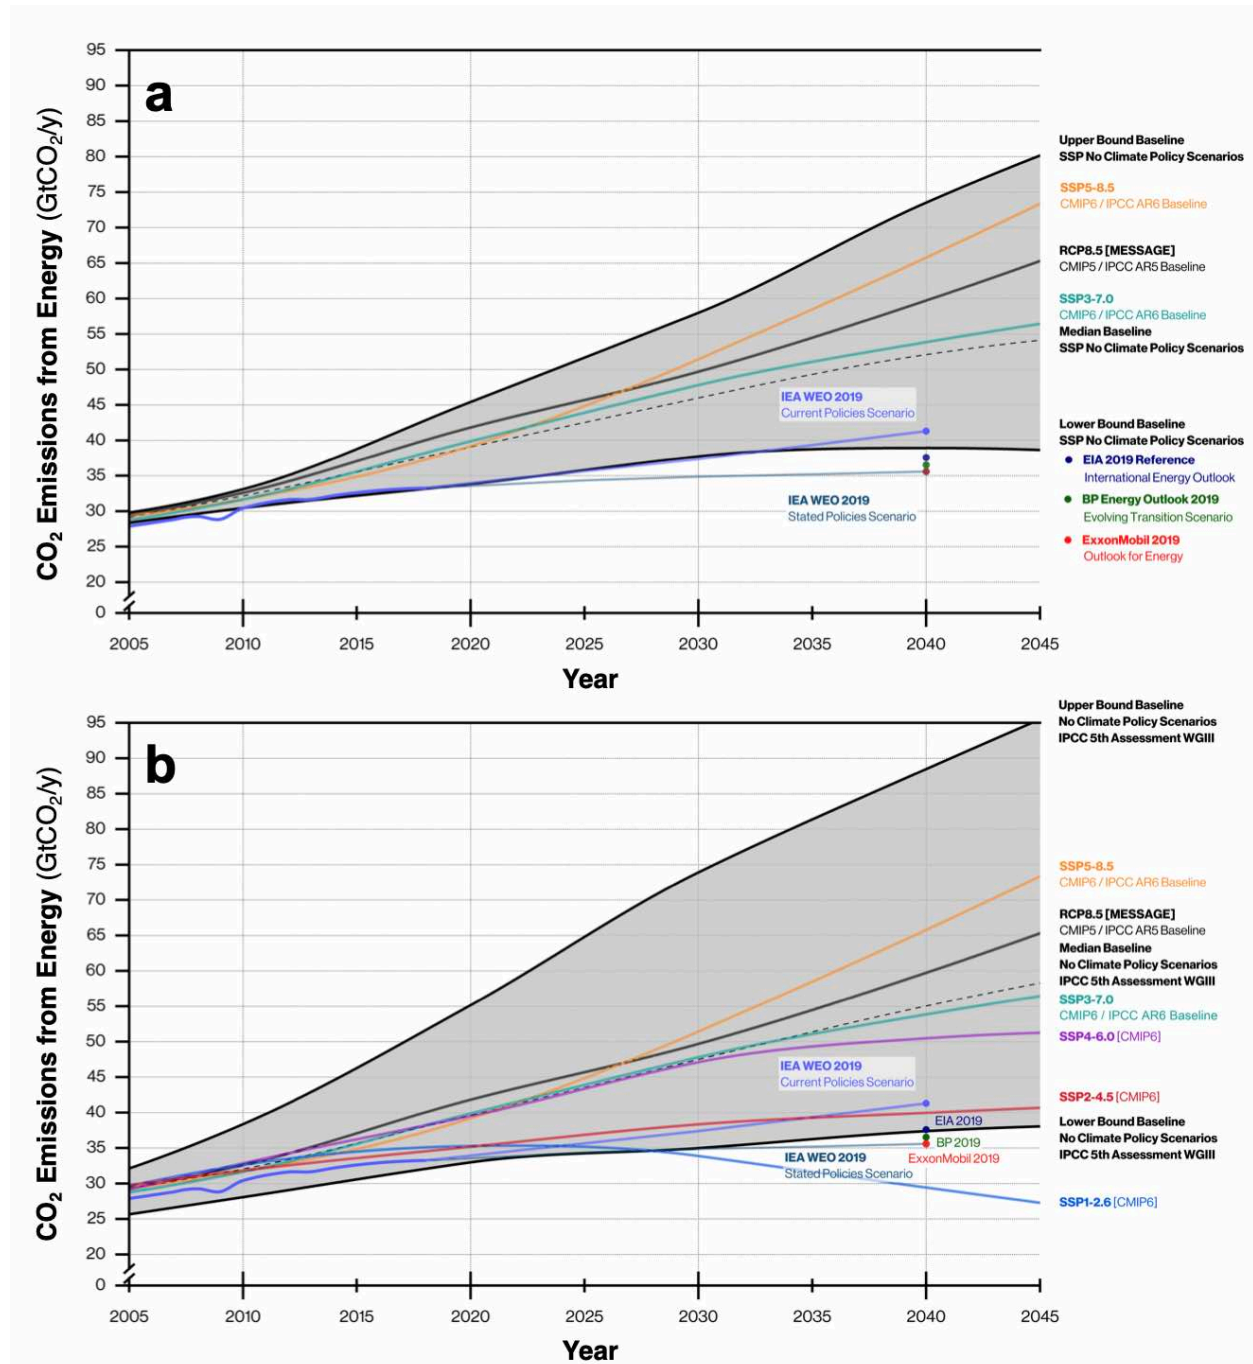 a
CO₂ Emissions from Energy (GtCO₂/y)
95
90
85
80
75
70
65
60
55
50
45
40
35
30
25
20
0
2005
2010
2015
2020
2025
2030
2035
2040
2045
Year
IEA WEO 2019
Current Policies Scenario
IEA WEO 2019
Stated Policies Scenario
Upper Bound Baseline
SSP No Climate Policy Scenarios
SSP5-8.5
CMIP6 / IPCC AR6 Baseline
RCP8.5 [MESSAGE]
CMIP5 / IPCC AR5 Baseline
SSP3-7.0
CMIP6 / IPCC AR6 Baseline
Median Baseline
SSP No Climate Policy Scenarios
Lower Bound Baseline
SSP No Climate Policy Scenarios
EIA 2019 Reference
International Energy Outlook
BP Energy Outlook 2019
Evolving Transition Scenario
ExxonMobil 2019
Outlook for Energy
b
CO₂ Emissions from Energy (GtCO₂/y)
95
90
85
80
75
70
65
60
55
50
45
40
35
30
25
20
0
2005
2010
2015
2020
2025
2030
2035
2040
2045
Year
IEA WEO 2019
Current Policies Scenario
EIA 2019
BP 2019
ExxonMobil 2019
IEA WEO 2019
Stated Policies Scenario
Upper Bound Baseline
No Climate Policy Scenarios
IPCC 5th Assessment WGIII
SSP5-8.5
CMIP6 / IPCC AR6 Baseline
RCP8.5 [MESSAGE]
CMIP5 / IPCC AR5 Baseline
Median Baseline
No Climate Policy Scenarios
IPCC 5th Assessment WGIII
SSP3-7.0
CMIP6 / IPCC AR6 Baseline
SSP4-6.0 [CMIP6]
SSP2-4.5 [CMIP6]
Lower Bound Baseline
No Climate Policy Scenarios
IPCC 5th Assessment WGIII
SSP1-2.6 [CMIP6]